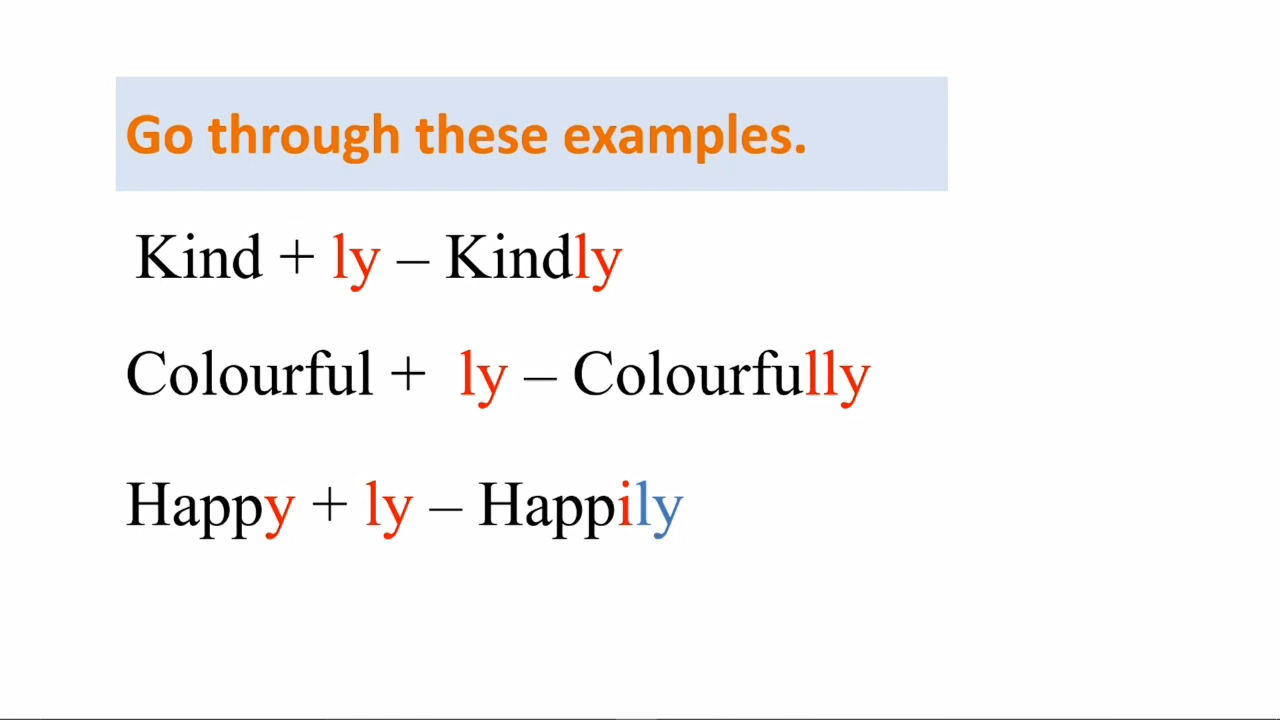 Go through these examples.
Kind + ly – Kindly
Colourful + ly – Colourfully
Happy + ly – Happily